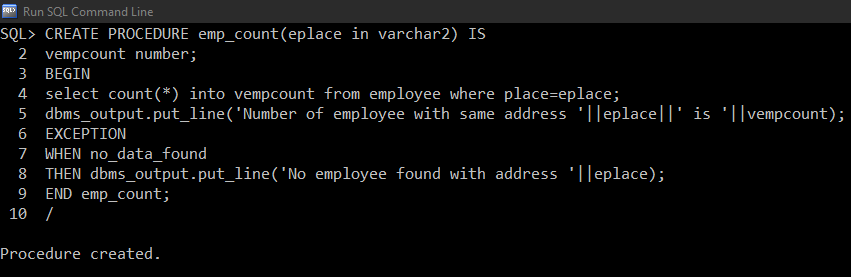 Run SQL Command Line
SQL> CREATE PROCEDURE emp_count(eplace in varchar2) IS
  2  vempcount number;
  3  BEGIN
  4  select count(*) into vempcount from employee where place=eplace;
  5  dbms_output.put_line('Number of employee with same address '||eplace||' is '||vempcount);
  6  EXCEPTION
  7  WHEN no_data_found
  8  THEN dbms_output.put_line('No employee found with address '||eplace);
  9  END emp_count;
 10  /
Procedure created.